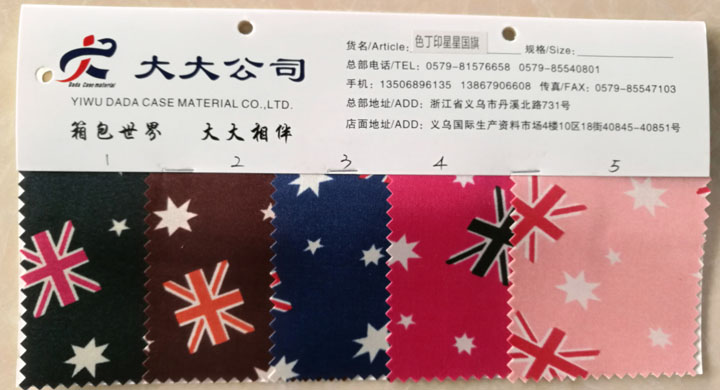 大大公司
Dada Case material
YIWU DADA CASE MATERIAL CO.,LTD.
箱包世界 大大相伴
货名/Article: 色丁印星星国旗 规格/Size:
总部电话/TEL: 0579-81576658 0579-85540801
手机: 13506896135 13867906608 传真/FAX: 0579-85547103
总部地址/ADD: 浙江省义乌市丹溪北路731号
店面地址/ADD: 义乌国际生产资料市场4楼10区18街40845-40851号
1 2 3 4 5